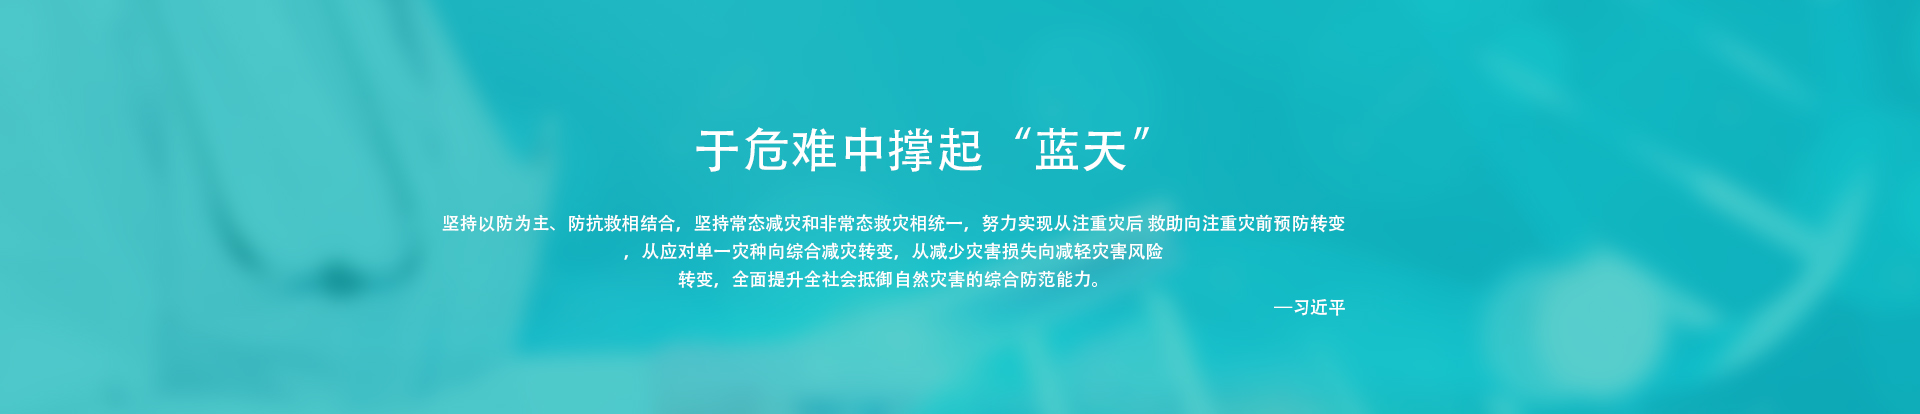 于危难中撑起“蓝天”
坚持以防为主、防抗救相结合，坚持常态减灾和非常态救灾相统一，努力实现从注重灾后 救助向注重灾前预防转变
，从应对单一灾种向综合减灾转变，从减少灾害损失向减轻灾害风险
转变，全面提升全社会抵御自然灾害的综合防范能力。
—习近平